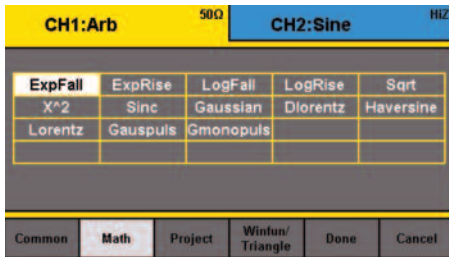 CH1:Arb 50Ω CH2:Sine HiZ
ExpFall ExpRise LogFall LogRise Sqrt
X^2 Sinc Gaussian Dlorentz Haversine
Lorentz Gauspuls Gmonopuls
Common Math Project Winfun/ Done Cancel
Triangle